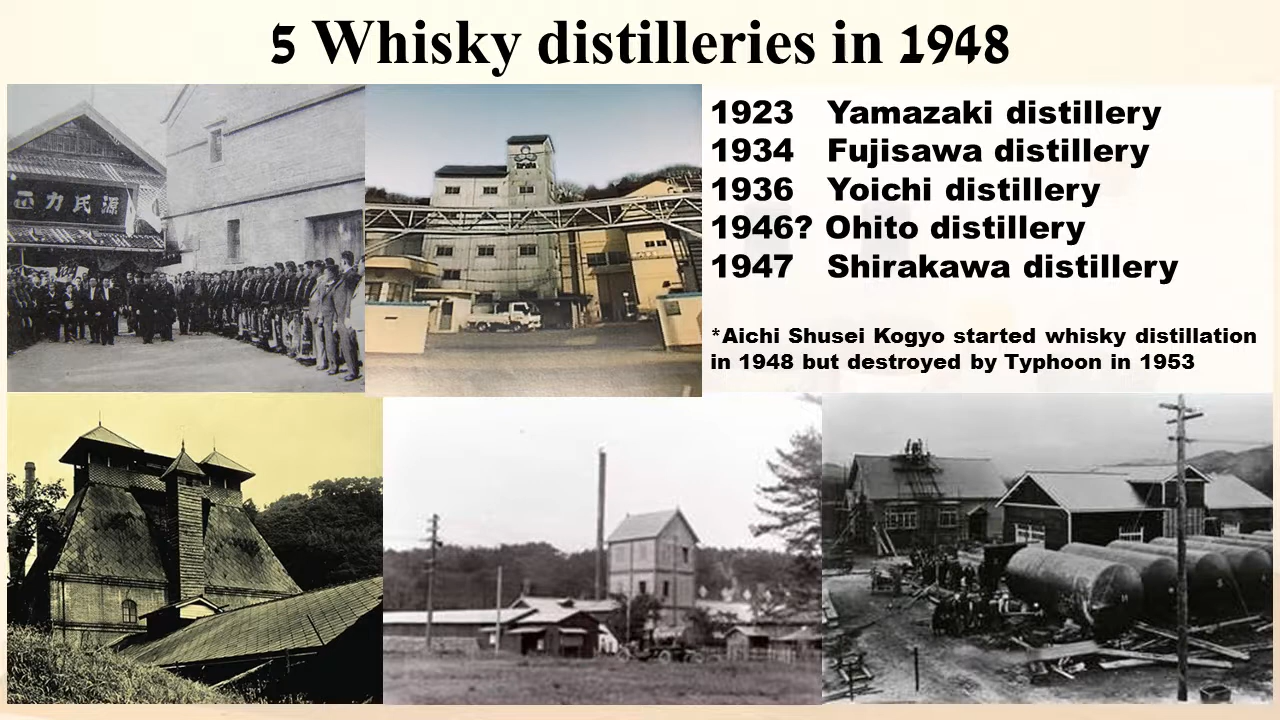 5 Whisky distilleries in 1948
1923 Yamazaki distillery
1934 Fujisawa distillery
1936 Yoichi distillery
1946? Ohito distillery
1947 Shirakawa distillery
*Aichi Shusei Kogyo started whisky distillation
in 1948 but destroyed by Typhoon in 1953
力氏源